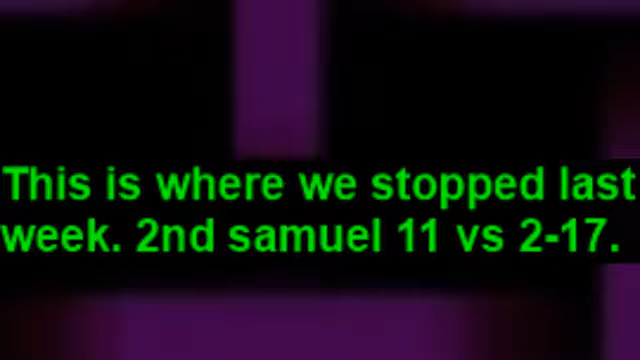 This is where we stopped last
week. 2nd samuel 11 vs 2-17.